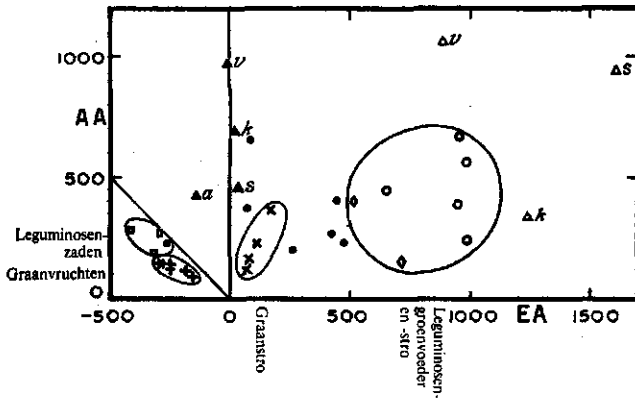 1000
AA
500
Leguminosen-
zaden
Graanvruchten
0
v
k
a
s
v
s
k
-500
0
500
1000
EA
1500
Graanstro
Leguminosen-
groenvoeder
en -stro